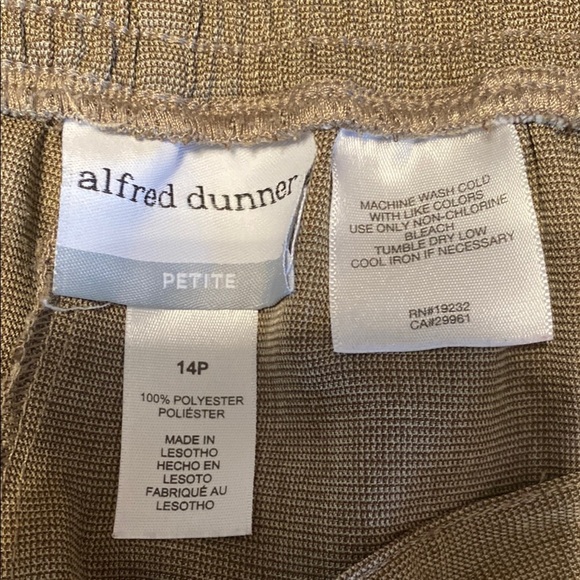 alfred dunner
PETITE
14P
100% POLYESTER
POLIÉSTER
MADE IN
LESOTHO
HECHO EN
LESOTO
FABRIQUÉ AU
LESOTHO
MACHINE WASH COLD
WITH LIKE COLORS
USE ONLY NON-CHLORINE
BLEACH
TUMBLE DRY LOW
COOL IRON IF NECESSARY
RN#19232
CA#29961